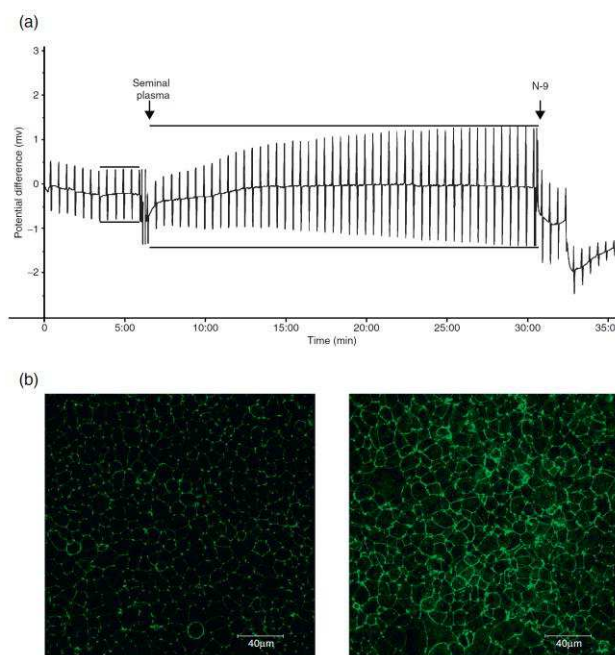 (a)
3
2
1
0
−1
−2
Potential difference (mv)
Seminal
plasma
N-9
0
5:00
10:00
15:00
20:00
25:00
30:00
35:00
Time (min)
(b)
40μm
40μm